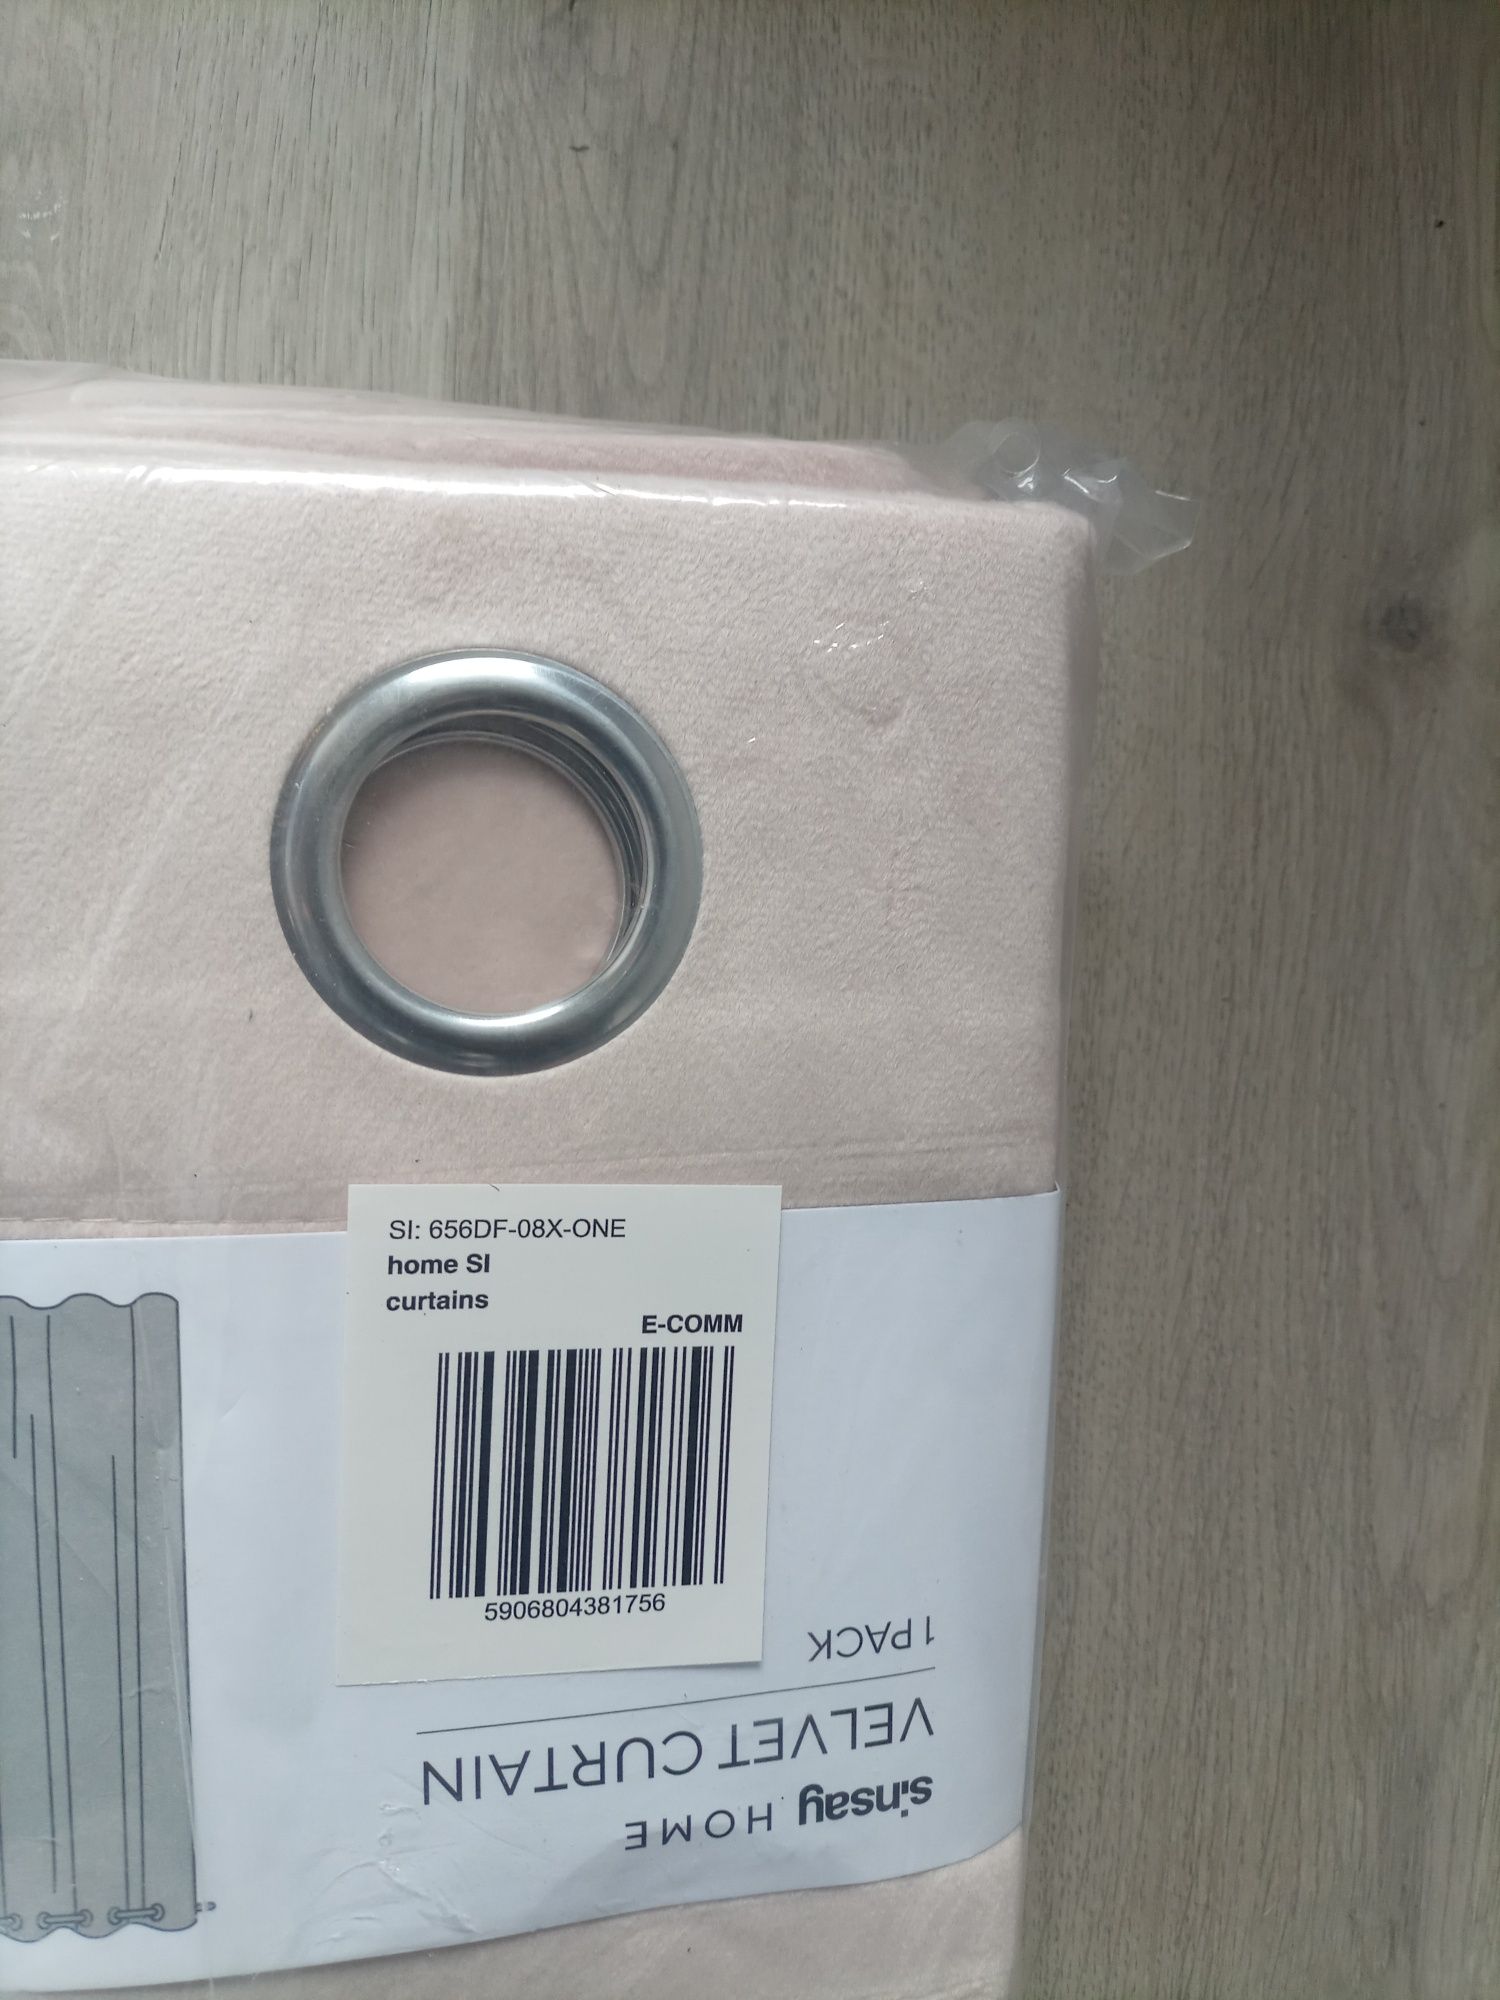 SI: 656DF-08X-ONE
home SI
curtains
E-COMM
5906804381756
sinsay HOME
VELVET CURTAIN
1 PACK